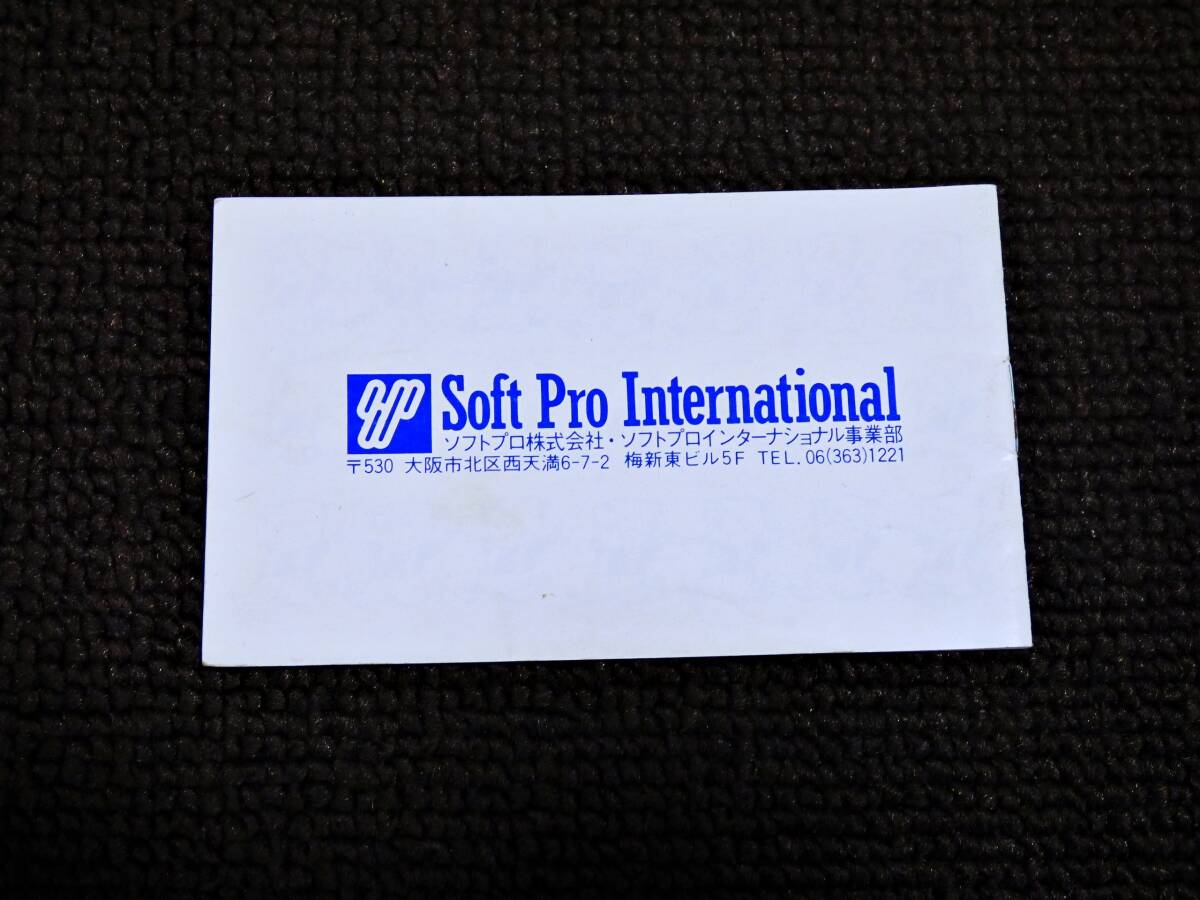 Soft Pro International
ソフトプロ株式会社・ソフトプロインターナショナル事業部
〒530 大阪市北区西天満6-7-2 梅新東ビル5F TEL. 06(363)1221